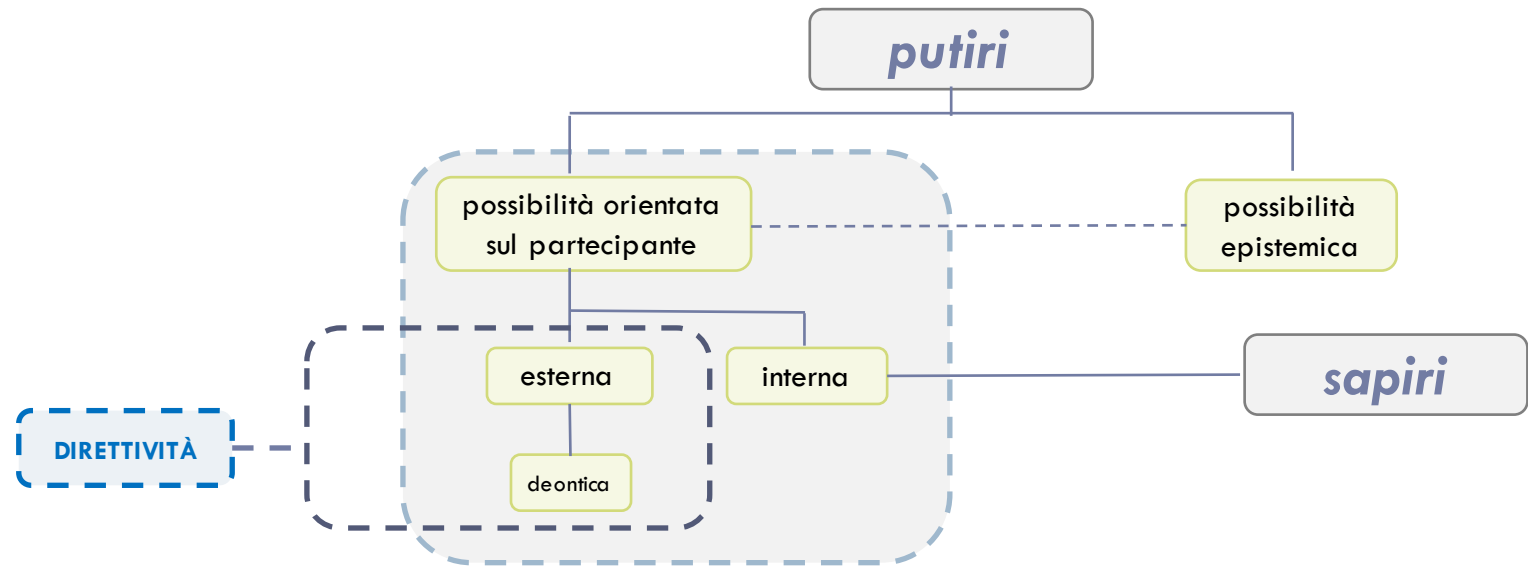 putiri
possibilità orientata
sul partecipante
possibilità
epistemica
esterna
interna
sapiri
DIRETTIVITÀ
deontica